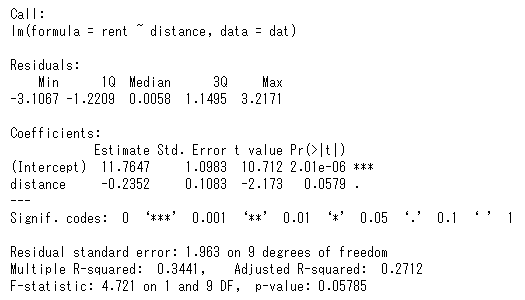 Call:
lm(formula = rent ~ distance, data = dat)
Residuals:
    Min      1Q  Median      3Q     Max
-3.1067 -1.2209  0.0058  1.1495  3.2171
Coefficients:
            Estimate Std. Error t value Pr(>|t|)
(Intercept)  11.7647     1.0983  10.712 2.01e-06 ***
distance     -0.2352     0.1083  -2.173   0.0579 .
---
Signif. codes:  0 ‘***’ 0.001 ‘**’ 0.01 ‘*’ 0.05 ‘.’ 0.1 ‘ ’ 1
Residual standard error: 1.963 on 9 degrees of freedom
Multiple R-squared:  0.3441,    Adjusted R-squared:  0.2712
F-statistic: 4.721 on 1 and 9 DF,  p-value: 0.05785